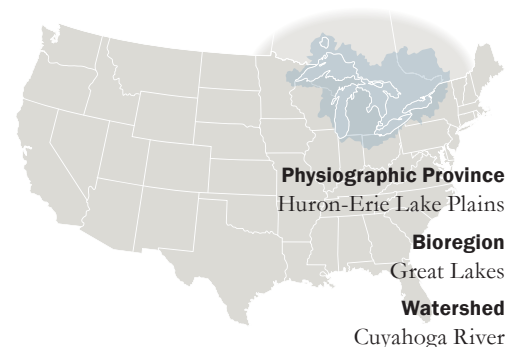 Physiographic Province
Huron-Erie Lake Plains
Bioregion
Great Lakes
Watershed
Cuyahoga River